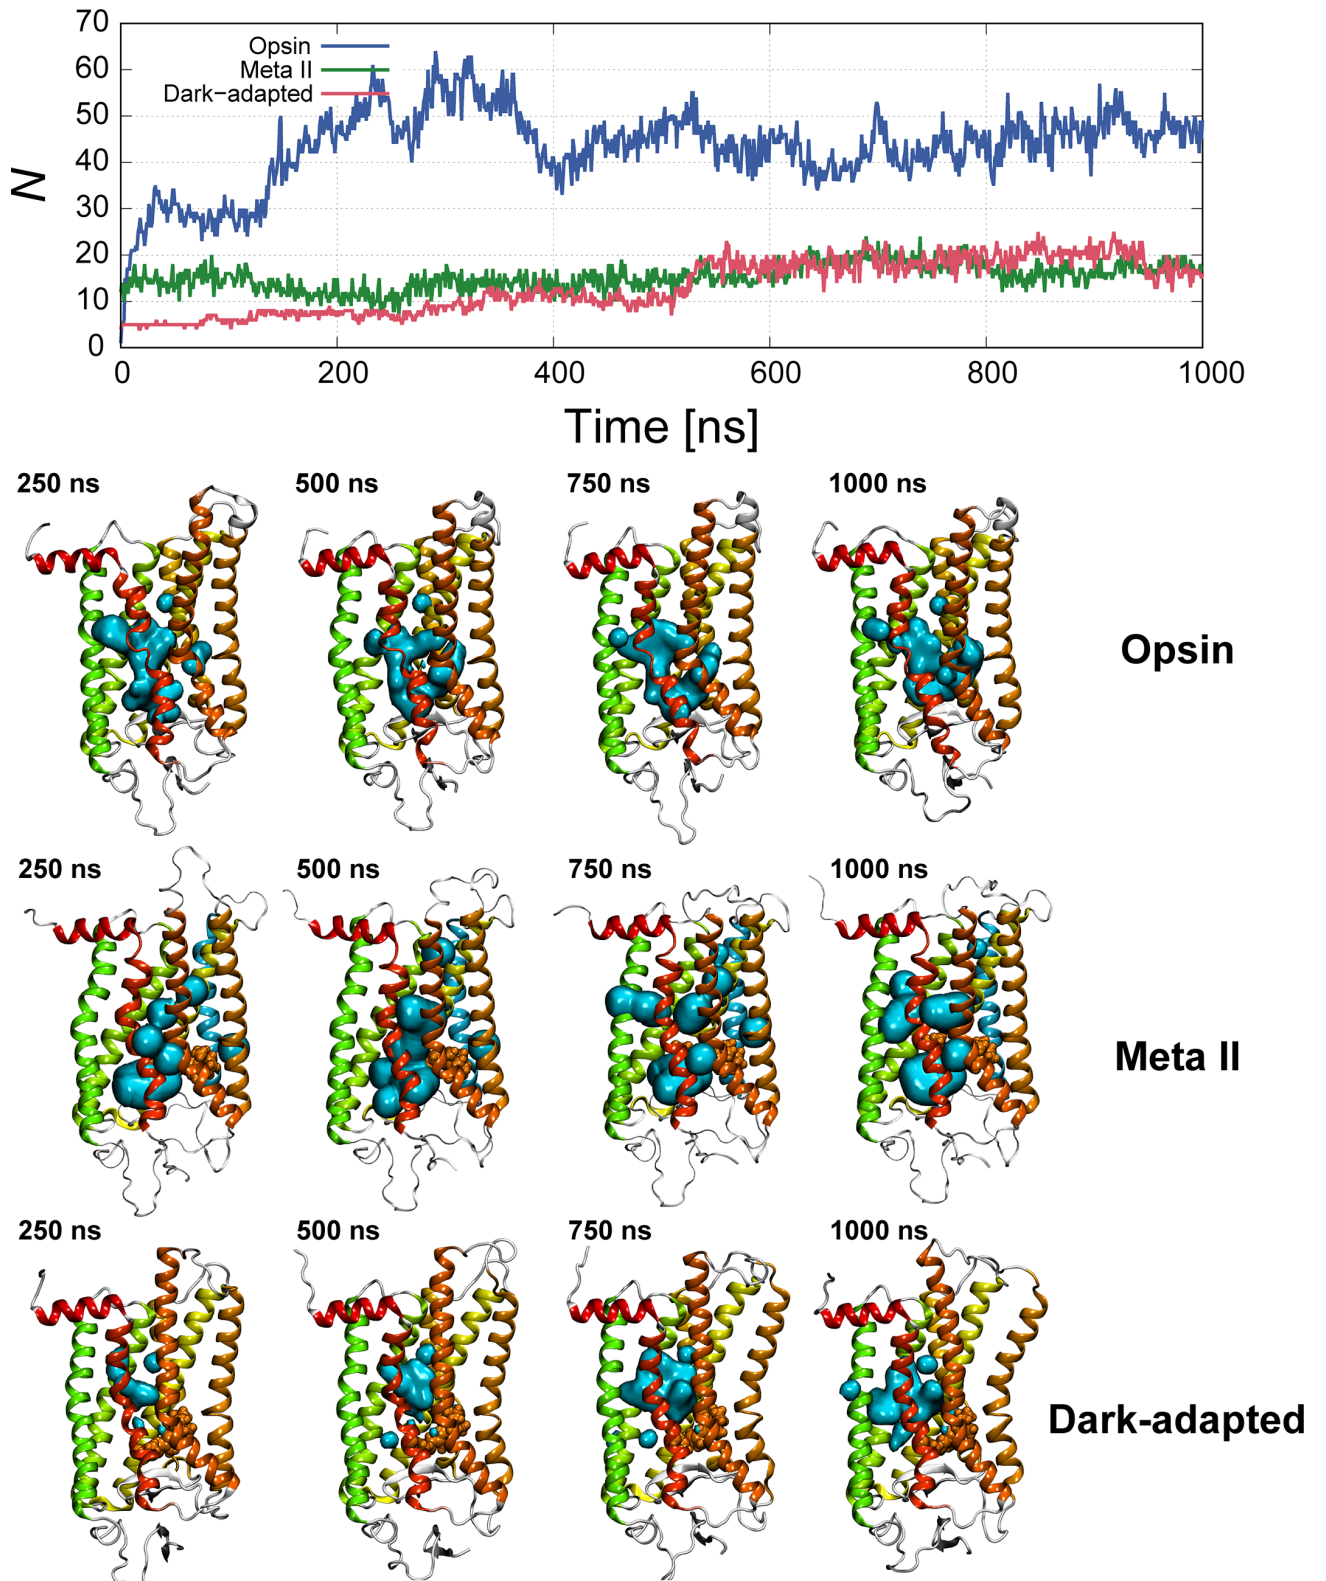 70
60
50
40
30
20
10
0
N
Opsin
Meta II
Dark−adapted
0 200 400 600 800 1000
Time [ns]
250 ns 500 ns 750 ns 1000 ns
Opsin
250 ns 500 ns 750 ns 1000 ns
Meta II
250 ns 500 ns 750 ns 1000 ns
Dark-adapted